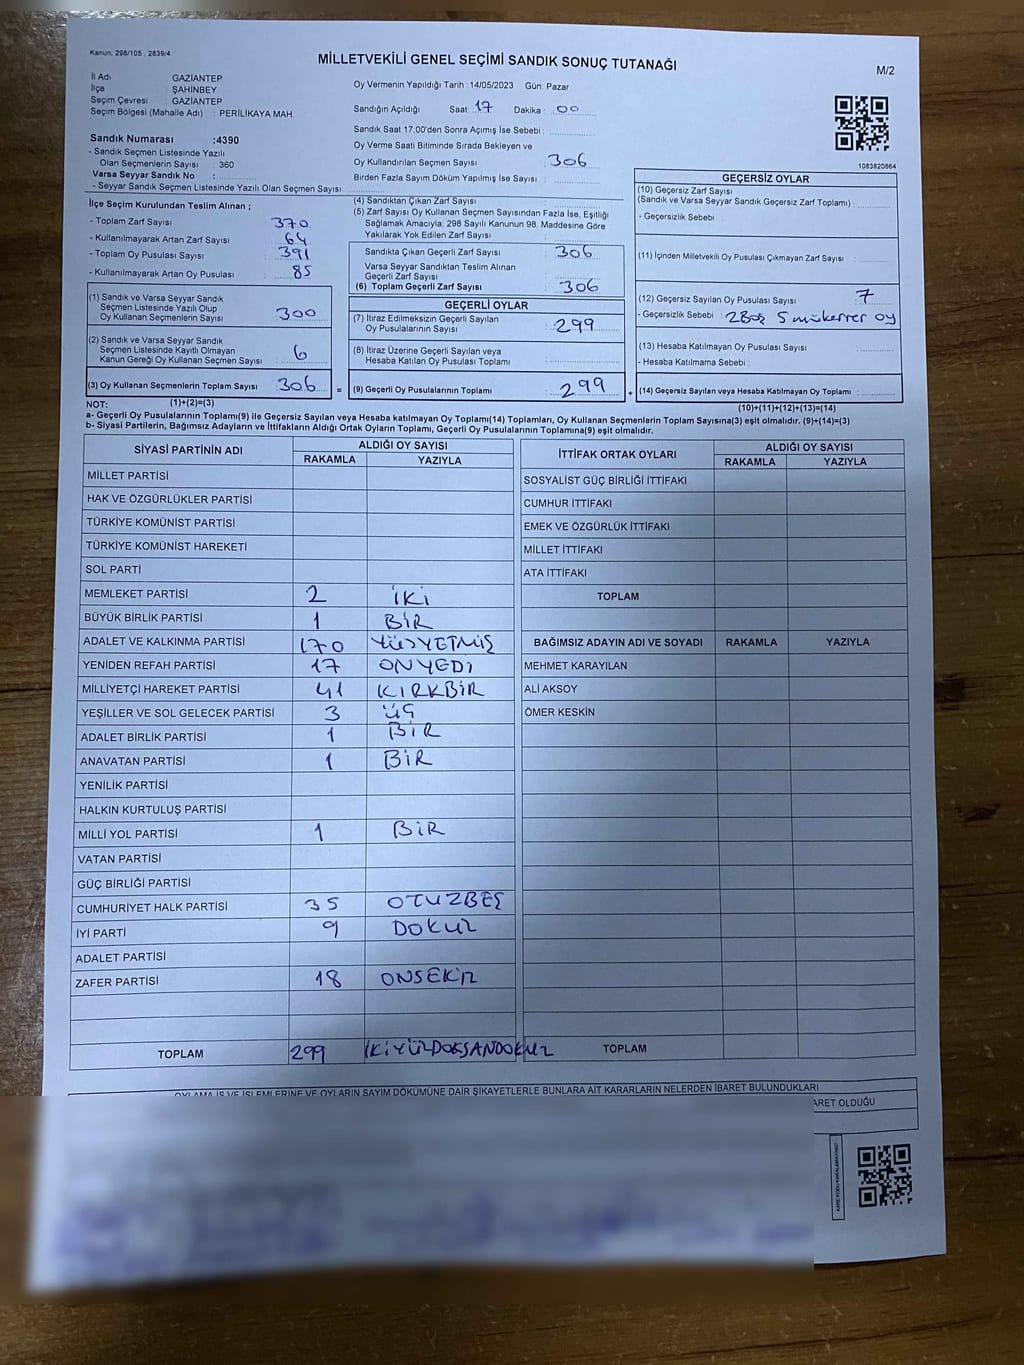 Kanun: 298/105 , 2839/4
MİLLETVEKİLİ GENEL SEÇİMİ SANDIK SONUÇ TUTANAĞI
M/2
İl Adı GAZİANTEP
İlçe ŞAHİNBEY
Seçim Çevresi GAZİANTEP
Seçim Bölgesi (Mahalle Adı) : PERİLİKAYA MAH.
Oy Vermenin Yapıldığı Tarih :14/05/2023 Gün: Pazar
Sandığın Açıldığı Saat: 17 Dakika : 00
Sandık Saat 17:00'den Sonra Açımış İse Sebebi :
Oy Verme Saati Bitiminde Sırada Bekleyen ve
Oy Kullandırılan Seçmen Sayısı : 306
Birden Fazla Sayım Döküm Yapılmış İse Sayısı :
1083820864
Sandık Numarası :4390
- Sandık Seçmen Listesinde Yazılı
Olan Seçmenlerin Sayısı : 360
Varsa Seyyar Sandık No :
- Seyyar Sandık Seçmen Listesinde Yazılı Olan Seçmen Sayısı :
İlçe Seçim Kurulundan Teslim Alınan ;
- Toplam Zarf Sayısı : 370
- Kullanılmayarak Artan Zarf Sayısı : 64
- Toplam Oy Pusulası Sayısı : 391
- Kullanılmayarak Artan Oy Pusulası : 85
(1) Sandık ve Varsa Seyyar Sandık
Seçmen Listesinde Yazılı Olup
Oy Kullanan Seçmenlerin Sayısı : 300
(2) Sandık ve Varsa Seyyar Sandık
Seçmen Listesinde Kayıtlı Olmayan
Kanun Gereği Oy Kullanan Seçmen Sayısı : 6
(3) Oy Kullanan Seçmenlerin Toplam Sayısı : 306 =
(1)+(2)=(3)
(4) Sandıktan Çıkan Zarf Sayısı :
(5) Zarf Sayısı Oy Kullanan Seçmen Sayısından Fazla İse, Eşitliği
Sağlamak Amacıyla; 298 Sayılı Kanunun 98. Maddesine Göre
Yakılarak Yok Edilen Zarf Sayısı :
Sandıkta Çıkan Geçerli Zarf Sayısı : 306
Varsa Seyyar Sandıktan Teslim Alınan
Geçerli Zarf Sayısı :
(6) Toplam Geçerli Zarf Sayısı : 306
GEÇERLİ OYLAR
(7) İtiraz Edilmeksizin Geçerli Sayılan
Oy Pusulalarının Sayısı : 299
(8) İtiraz Üzerine Geçerli Sayılan veya
Hesaba Katılan Oy Pusulası Toplamı :
(9) Geçerli Oy Pusulalarının Toplamı : 299 +
GEÇERSİZ OYLAR
(10) Geçersiz Zarf Sayısı
(Sandık ve Varsa Seyyar Sandık Geçersiz Zarf Toplamı) :
- Geçersizlik Sebebi :
(11) İçinden Milletvekili Oy Pusulası Çıkmayan Zarf Sayısı :
(12) Geçersiz Sayılan Oy Pusulası Sayısı : 7
- Geçersizlik Sebebi : 2Boş 5 mükerrer oy
(13) Hesaba Katılmayan Oy Pusulası Sayısı :
- Hesaba Katılmama Sebebi :
(14) Geçersiz Sayılan veya Hesaba Katılmayan Oy Toplamı :
(10)+(11)+(12)+(13)=(14)
NOT:
a- Geçerli Oy Pusulalarının Toplamı(9) ile Geçersiz Sayılan veya Hesaba katılmayan Oy Toplamı(14) Toplamları, Oy Kullanan Seçmenlerin Toplam Sayısına(3) eşit olmalıdır. (9)+(14)=(3)
b- Siyasi Partilerin, Bağımsız Adayların ve İttifakların Aldığı Ortak Oyların Toplamı, Geçerli Oy Pusulalarının Toplamına(9) eşit olmalıdır.
SİYASİ PARTİNİN ADI ALDIĞI OY SAYISI
RAKAMLA YAZIYLA
MİLLET PARTİSİ
HAK VE ÖZGÜRLÜKLER PARTİSİ
TÜRKİYE KOMÜNİST PARTİSİ
TÜRKİYE KOMÜNİST HAREKETİ
SOL PARTİ
MEMLEKET PARTİSİ 2 İKİ
BÜYÜK BİRLİK PARTİSİ 1 BİR
ADALET VE KALKINMA PARTİSİ 170 YÜZYETMİŞ
YENİDEN REFAH PARTİSİ 17 ONYEDİ
MİLLİYETÇİ HAREKET PARTİSİ 41 KIRKBİR
YEŞİLLER VE SOL GELECEK PARTİSİ 3 ÜÇ
ADALET BİRLİK PARTİSİ 1 BİR
ANAVATAN PARTİSİ 1 BİR
YENİLİK PARTİSİ
HALKIN KURTULUŞ PARTİSİ
MİLLİ YOL PARTİSİ 1 BİR
VATAN PARTİSİ
GÜÇ BİRLİĞİ PARTİSİ
CUMHURİYET HALK PARTİSİ 35 OTUZBEŞ
İYİ PARTİ 9 DOKUZ
ADALET PARTİSİ
ZAFER PARTİSİ 18 ONSEKİZ
TOPLAM 299 İKİYÜZDOKSANDOKUZ
İTTİFAK ORTAK OYLARI ALDIĞI OY SAYISI
RAKAMLA YAZIYLA
SOSYALİST GÜÇ BİRLİĞİ İTTİFAKI
CUMHUR İTTİFAKI
EMEK VE ÖZGÜRLÜK İTTİFAKI
MİLLET İTTİFAKI
ATA İTTİFAKI
TOPLAM
BAĞIMSIZ ADAYIN ADI VE SOYADI RAKAMLA YAZIYLA
MEHMET KARAYILAN
ALİ AKSOY
ÖMER KESKİN
TOPLAM
OYLAMA İŞ VE İŞLEMLERİNE VE OYLARIN SAYIM DÖKÜMÜNE DAİR ŞİKAYETLERLE BUNLARA AİT KARARLARIN NELERDEN İBARET BULUNDUKLARI
ARET OLDUĞU